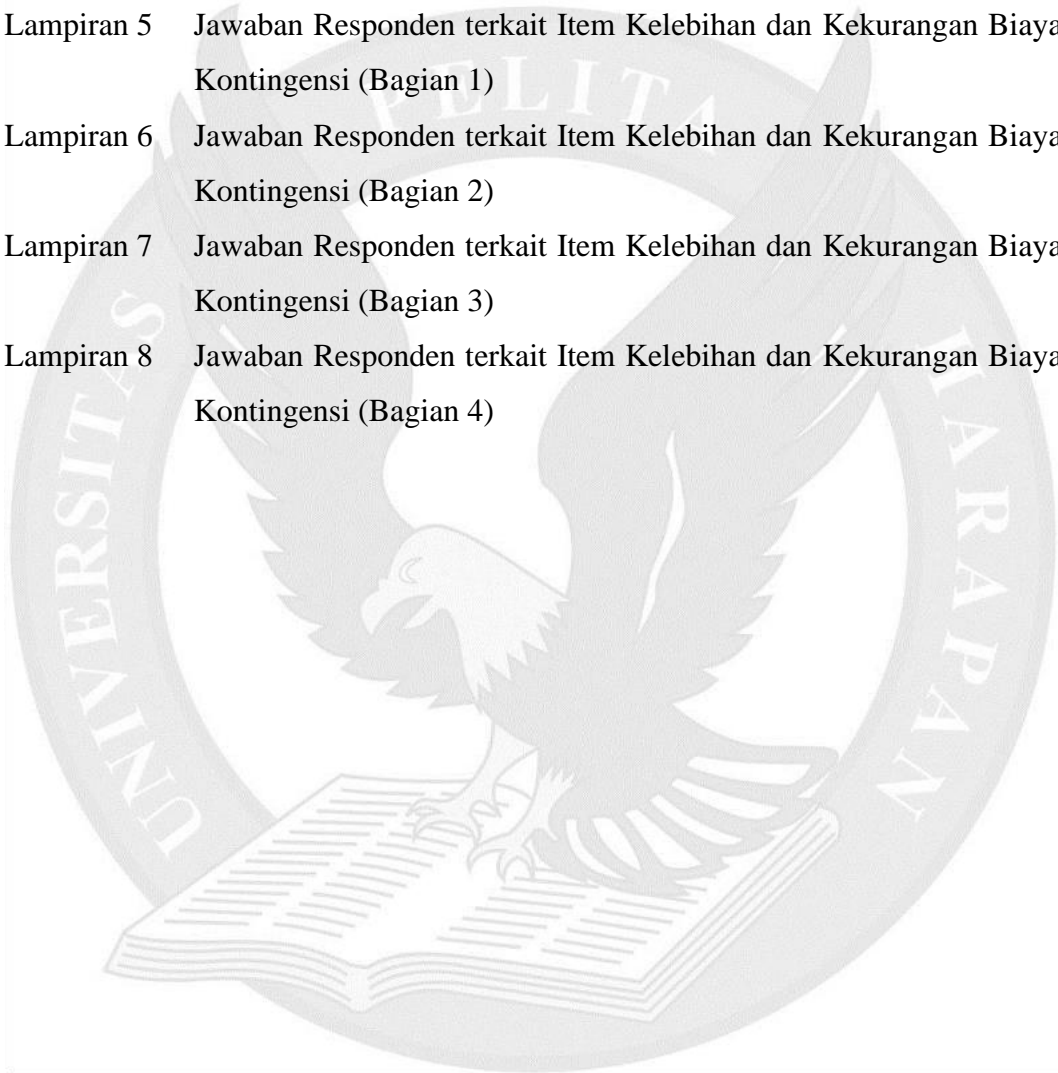 Lampiran 5 Jawaban Responden terkait Item Kelebihan dan Kekurangan Biaya
Kontingensi (Bagian 1)
Lampiran 6 Jawaban Responden terkait Item Kelebihan dan Kekurangan Biaya
Kontingensi (Bagian 2)
Lampiran 7 Jawaban Responden terkait Item Kelebihan dan Kekurangan Biaya
Kontingensi (Bagian 3)
Lampiran 8 Jawaban Responden terkait Item Kelebihan dan Kekurangan Biaya
Kontingensi (Bagian 4)
UNIVERSITAS PELITA HARAPAN